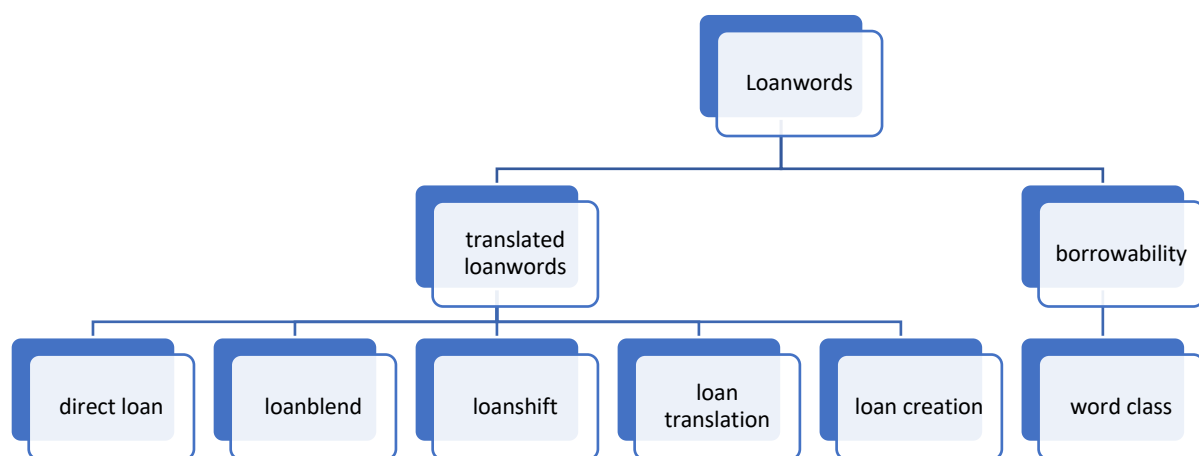 Loanwords
translated
loanwords
borrowability
direct loan
loanblend
loanshift
loan
translation
loan creation
word class